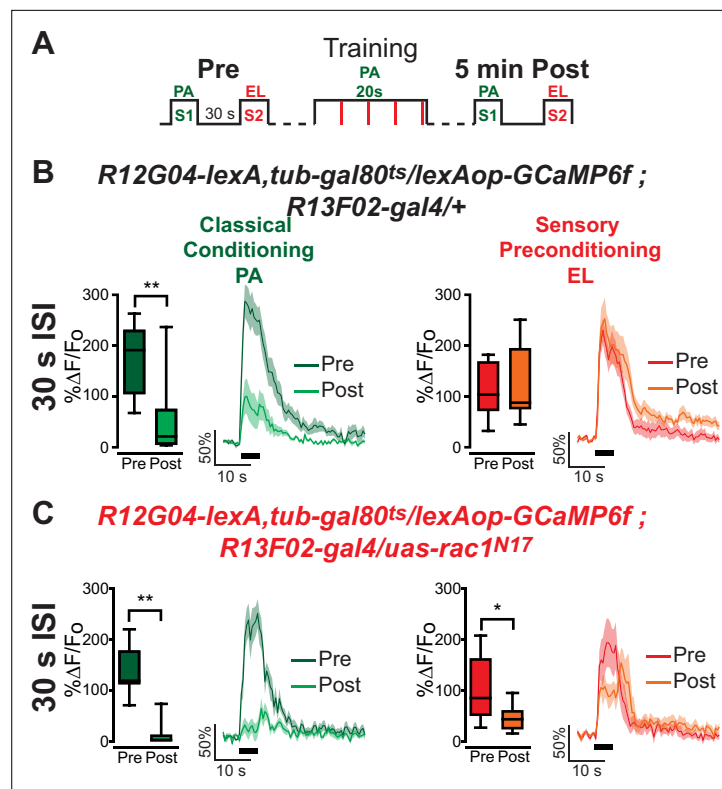 A
Training
Pre
5 min Post
PA
EL
PA
20s
PA
EL
S1
30 s
S2
S1
S2
B
R12G04-lexA,tub-gal80ts/lexAop-GCaMP6f ;
R13F02-gal4/+
Classical
Conditioning
PA
Sensory
Preconditioning
EL
30 s ISI
%ΔF/Fo
300
200
100
0
**
Pre Post
Pre
Post
50%
10 s
300
200
100
0
Pre Post
Pre
Post
50%
10 s
C
R12G04-lexA,tub-gal80ts/lexAop-GCaMP6f ;
R13F02-gal4/uas-rac1N17
30 s ISI
%ΔF/Fo
300
200
100
0
**
Pre Post
Pre
Post
50%
10 s
%ΔF/Fo
300
200
100
0
*
Pre Post
Pre
Post
50%
10 s